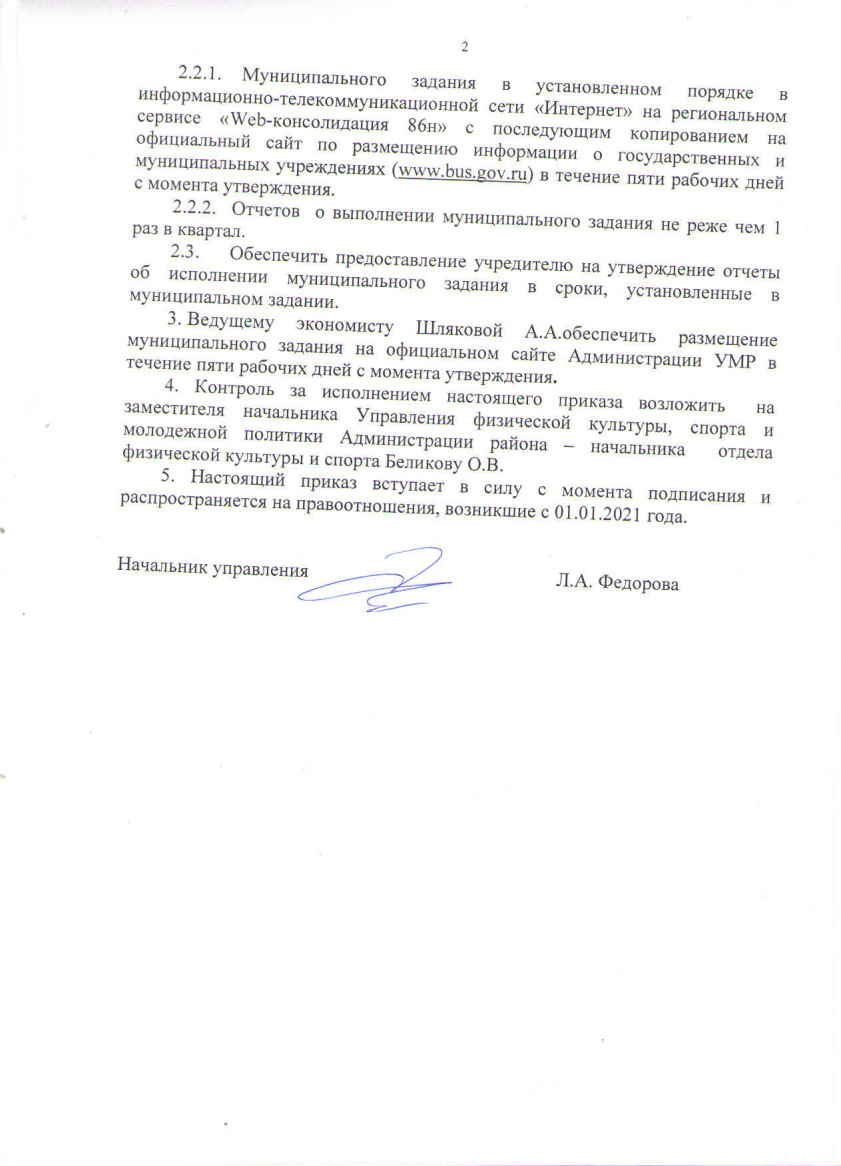 2
2.2.1. Муниципального задания в установленном порядке в
информационно-телекоммуникационной сети «Интернет» на региональном
сервисе «Web-консолидация 86н» с последующим копированием на
официальный сайт по размещению информации о государственных и
муниципальных учреждениях (www.bus.gov.ru) в течение пяти рабочих дней
с момента утверждения.
2.2.2. Отчетов о выполнении муниципального задания не реже чем 1
раз в квартал.
2.3. Обеспечить предоставление учредителю на утверждение отчеты
об исполнении муниципального задания в сроки, установленные в
муниципальном задании.
3. Ведущему экономисту Шляковой А.А.обеспечить размещение
муниципального задания на официальном сайте Администрации УМР в
течение пяти рабочих дней с момента утверждения.
4. Контроль за исполнением настоящего приказа возложить на
заместителя начальника Управления физической культуры, спорта и
молодежной политики Администрации района – начальника отдела
физической культуры и спорта Беликову О.В.
5. Настоящий приказ вступает в силу с момента подписания и
распространяется на правоотношения, возникшие с 01.01.2021 года.
Начальник управления Л.А. Федорова